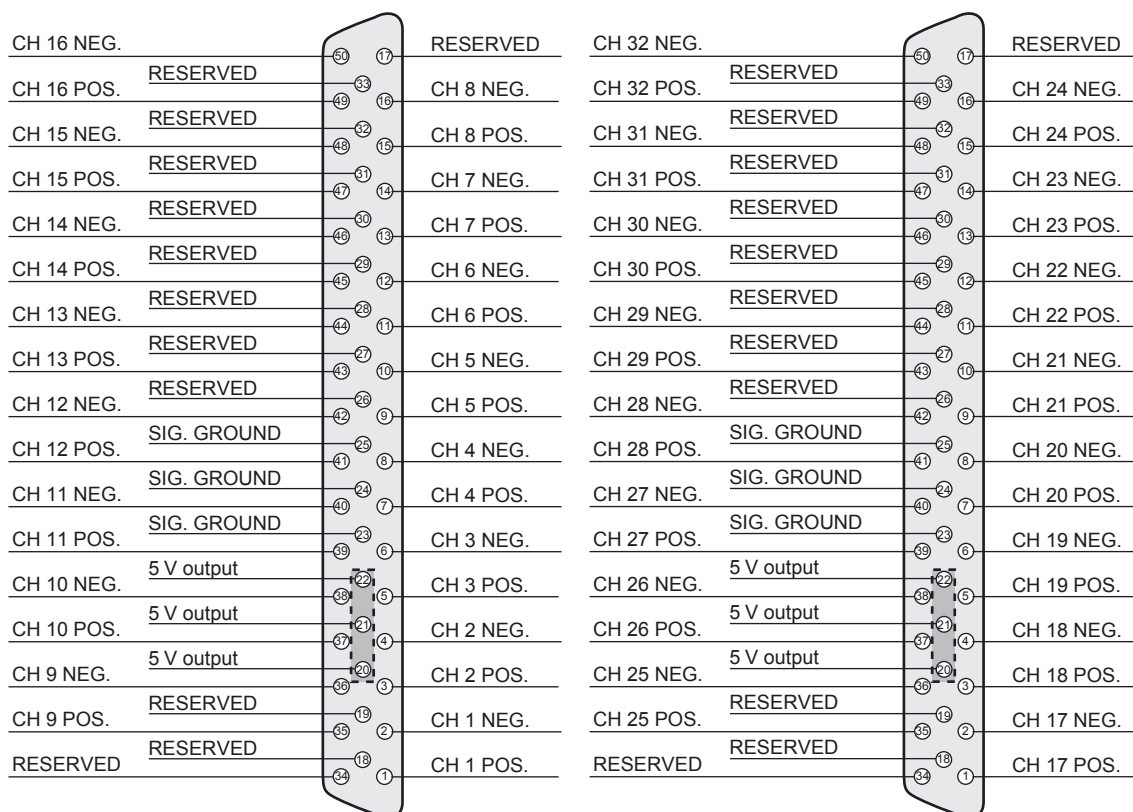 CH 16 NEG. 50 17 RESERVED
RESERVED 33
CH 16 POS. 49 16 CH 8 NEG.
RESERVED 32
CH 15 NEG. 48 15 CH 8 POS.
RESERVED 31
CH 15 POS. 47 14 CH 7 NEG.
RESERVED 30
CH 14 NEG. 46 13 CH 7 POS.
RESERVED 29
CH 14 POS. 45 12 CH 6 NEG.
RESERVED 28
CH 13 NEG. 44 11 CH 6 POS.
RESERVED 27
CH 13 POS. 43 10 CH 5 NEG.
RESERVED 26
CH 12 NEG. 42 9 CH 5 POS.
SIG. GROUND 25
CH 12 POS. 41 8 CH 4 NEG.
SIG. GROUND 24
CH 11 NEG. 40 7 CH 4 POS.
SIG. GROUND 23
CH 11 POS. 39 6 CH 3 NEG.
5 V output 22
CH 10 NEG. 38 5 CH 3 POS.
5 V output 21
CH 10 POS. 37 4 CH 2 NEG.
5 V output 20
CH 9 NEG. 36 3 CH 2 POS.
RESERVED 19
CH 9 POS. 35 2 CH 1 NEG.
RESERVED 18
RESERVED 34 1 CH 1 POS.
CH 32 NEG. 50 17 RESERVED
RESERVED 33
CH 32 POS. 49 16 CH 24 NEG.
RESERVED 32
CH 31 NEG. 48 15 CH 24 POS.
RESERVED 31
CH 31 POS. 47 14 CH 23 NEG.
RESERVED 30
CH 30 NEG. 46 13 CH 23 POS.
RESERVED 29
CH 30 POS. 45 12 CH 22 NEG.
RESERVED 28
CH 29 NEG. 44 11 CH 22 POS.
RESERVED 27
CH 29 POS. 43 10 CH 21 NEG.
RESERVED 26
CH 28 NEG. 42 9 CH 21 POS.
SIG. GROUND 25
CH 28 POS. 41 8 CH 20 NEG.
SIG. GROUND 24
CH 27 NEG. 40 7 CH 20 POS.
SIG. GROUND 23
CH 27 POS. 39 6 CH 19 NEG.
5 V output 22
CH 26 NEG. 38 5 CH 19 POS.
5 V output 21
CH 26 POS. 37 4 CH 18 NEG.
5 V output 20
CH 25 NEG. 36 3 CH 18 POS.
RESERVED 19
CH 25 POS. 35 2 CH 17 NEG.
RESERVED 18
RESERVED 34 1 CH 17 POS.